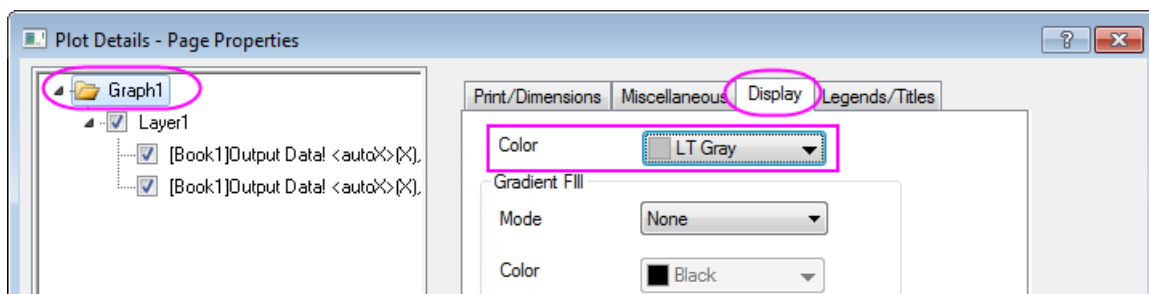 Plot Details - Page Properties
Graph1
Layer1
[Book1]Output Data! <autoX>(X),
[Book1]Output Data! <autoX>(X),
Print/Dimensions Miscellaneous Display Legends/Titles
Color LT Gray
Gradient Fill
Mode None
Color Black